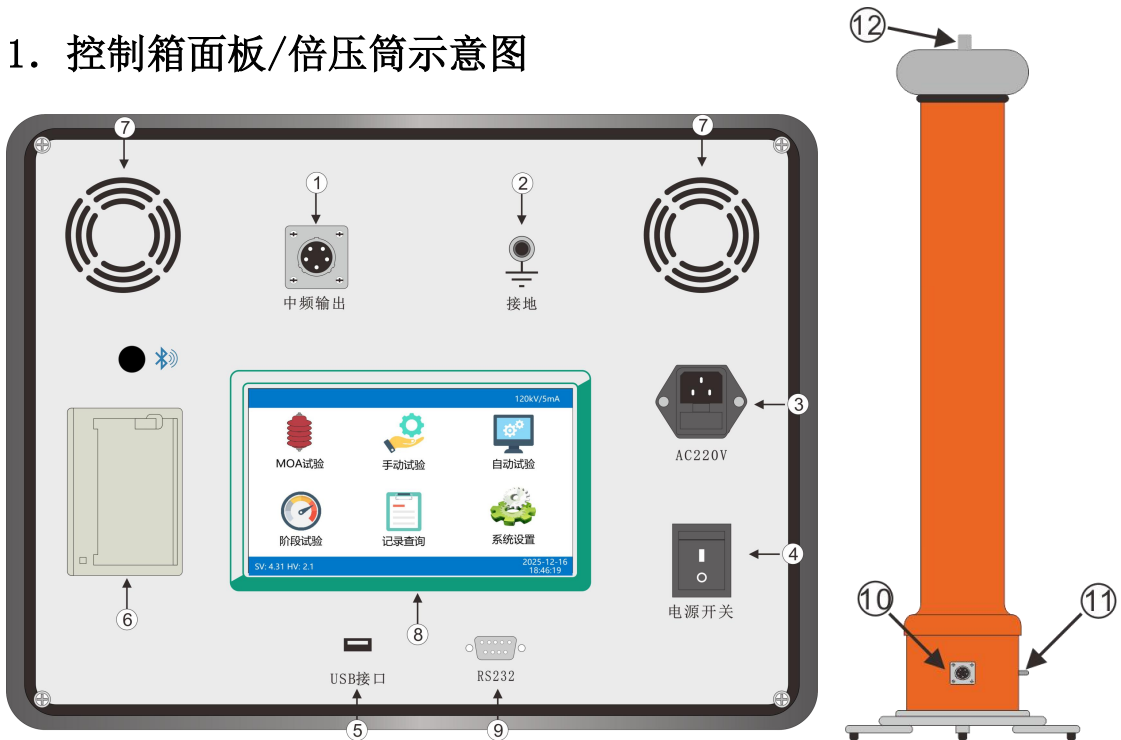 1. 控制箱面板/倍压筒示意图
⑫
⑦
⑦
①
②
中频输出
接地
120kV/5mA
MOA试验
手动试验
自动试验
③
AC220V
阶段试验
记录查询
系统设置
SV: 4.31 HV: 2.1
2025-12-16
18:46:19
④
电源开关
⑥
⑧
⑩
⑪
USB接口
RS232
⑤
⑨